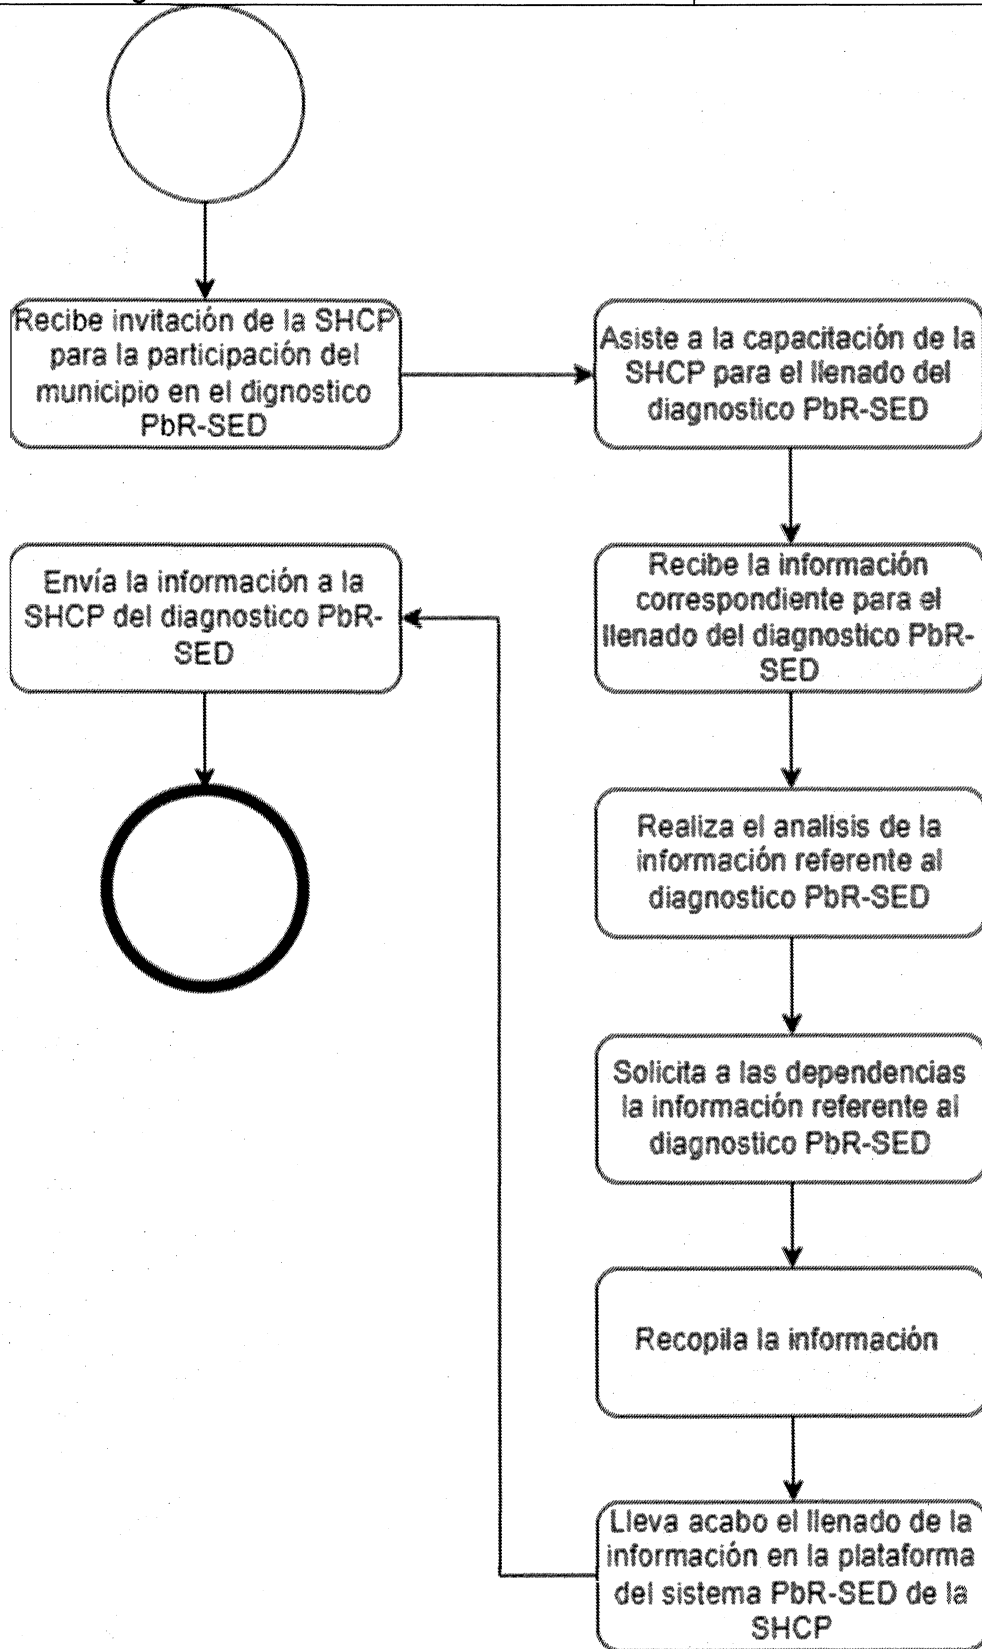 Recibe invitación de la SHCP
para la participación del
municipio en el dignostico
PbR-SED
Asiste a la capacitación de la
SHCP para el llenado del
diagnostico PbR-SED
Recibe la información
correspondiente para el
llenado del diagnostico PbR-
SED
Realiza el analisis de la
información referente al
diagnostico PbR-SED
Solicita a las dependencias
la información referente al
diagnostico PbR-SED
Recopila la información
Lleva acabo el llenado de la
información en la plataforma
del sistema PbR-SED de la
SHCP
Envía la información a la
SHCP del diagnostico PbR-
SED